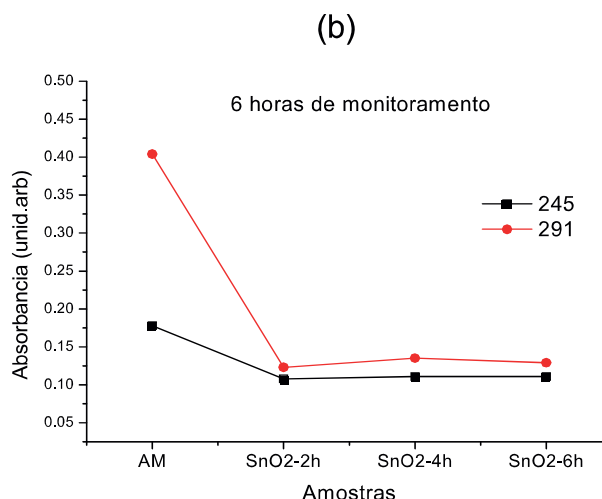 (b)
6 horas de monitoramento
Absorbancia (unid.arb)
0.50
0.45
0.40
0.35
0.30
0.25
0.20
0.15
0.10
0.05
245
291
AM
SnO2-2h
SnO2-4h
SnO2-6h
Amostras